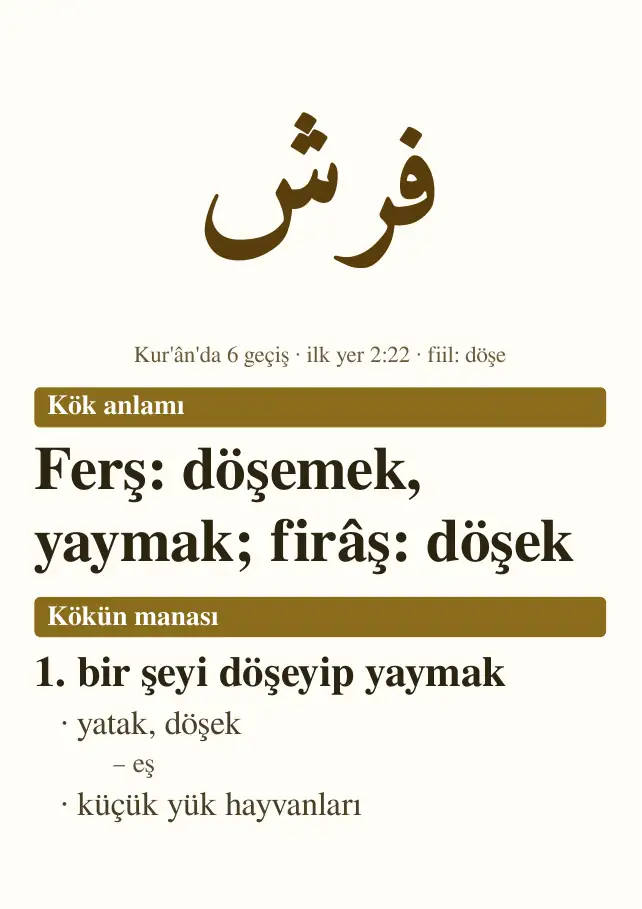 فرش
Kur'ân'da 6 geçiş · ilk yer 2:22 · fiil: döşe
Kök anlamı
Ferş: döşemek,
yaymak; firâş: döşek
Kökün manası
1. bir şeyi döşeyip yaymak
· yatak, döşek
– eş
· küçük yük hayvanları